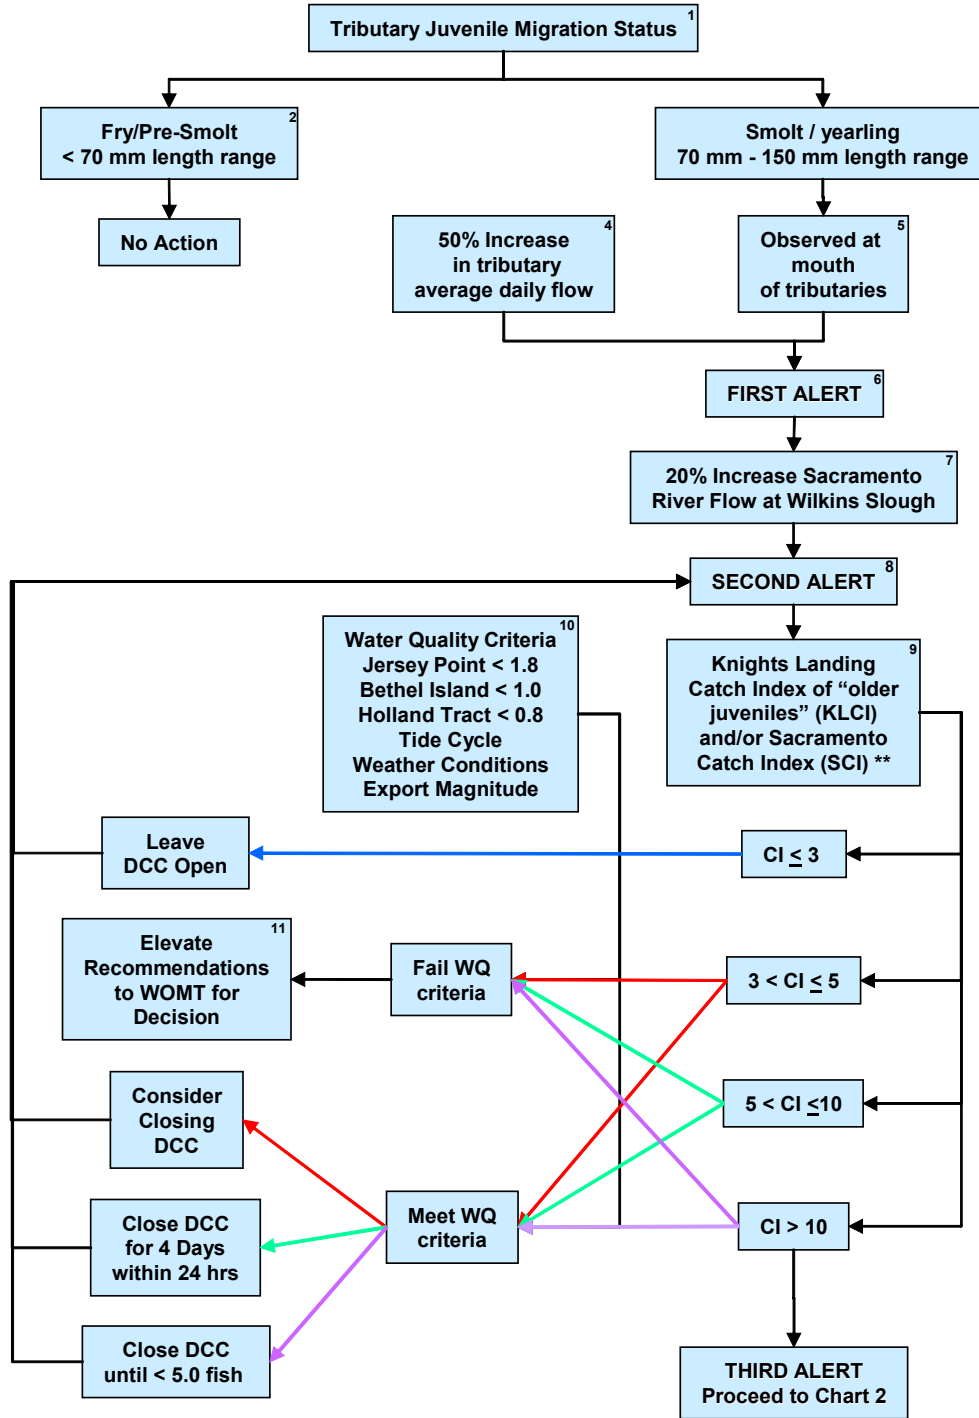 Tributary Juvenile Migration Status
1
Fry/Pre-Smolt
< 70 mm length range
2
Smolt / yearling
70 mm - 150 mm length range
No Action
50% Increase
in tributary
average daily flow
4
Observed at
mouth
of tributaries
5
FIRST ALERT
6
20% Increase Sacramento
River Flow at Wilkins Slough
7
SECOND ALERT
8
Water Quality Criteria
Jersey Point < 1.8
Bethel Island < 1.0
Holland Tract < 0.8
Tide Cycle
Weather Conditions
Export Magnitude
10
Knights Landing
Catch Index of “older
juveniles” (KLCI)
and/or Sacramento
Catch Index (SCI) **
9
Leave
DCC Open
CI ≤ 3
Elevate
Recommendations
to WOMT for
Decision
11
Fail WQ
criteria
3 < CI ≤ 5
Consider
Closing
DCC
5 < CI ≤10
Close DCC
for 4 Days
within 24 hrs
Meet WQ
criteria
CI > 10
Close DCC
until < 5.0 fish
THIRD ALERT
Proceed to Chart 2